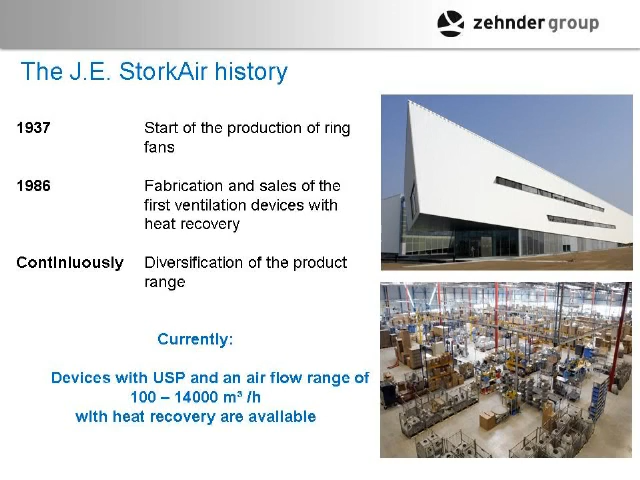 zehndergroup
The J.E. StorkAir history
1937 Start of the production of ring
fans
1986 Fabrication and sales of the
first ventilation devices with
heat recovery
Continiuously Diversification of the product
range
Currently:
Devices with USP and an air flow range of
100 – 14000 m³ /h
with heat recovery are available